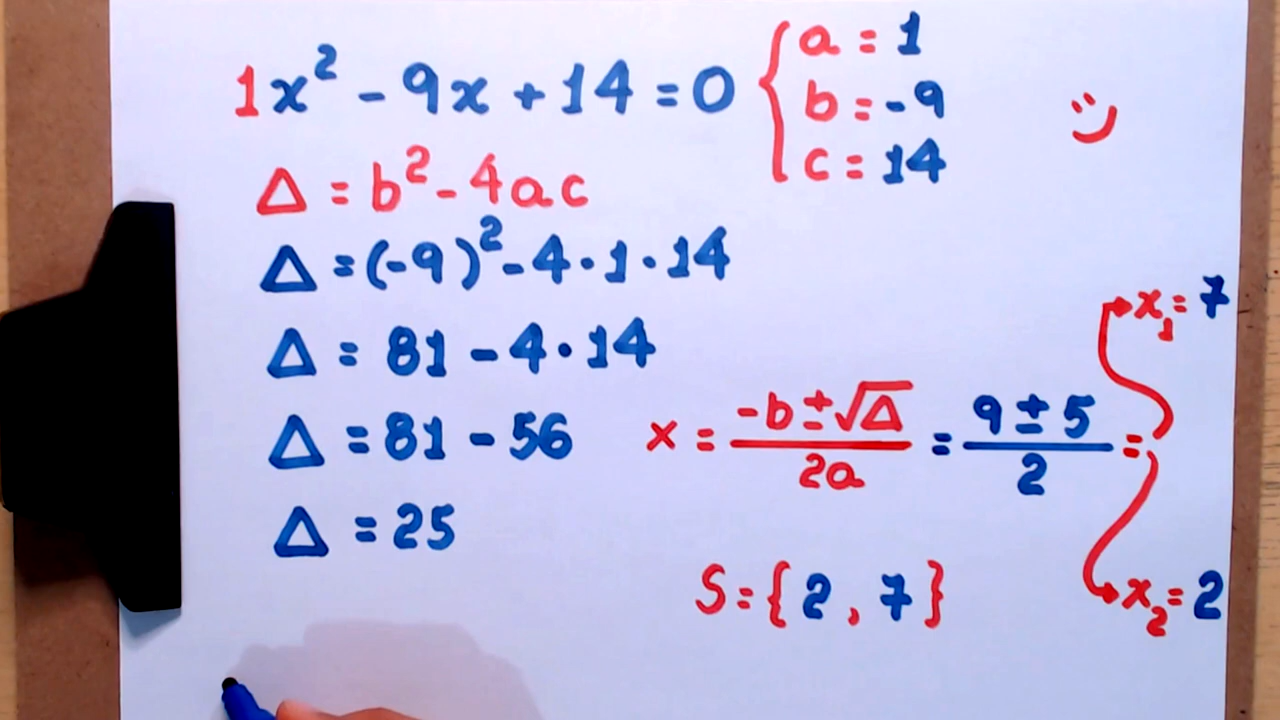 1x² - 9x + 14 = 0 { a = 1
b = -9
c = 14
Δ = b² - 4ac
Δ = (-9)² - 4 · 1 · 14
Δ = 81 - 4 · 14
Δ = 81 - 56
Δ = 25
x = (-b ± √Δ)/2a = (9 ± 5)/2 =
x₁ = 7
x₂ = 2
S = {2, 7}